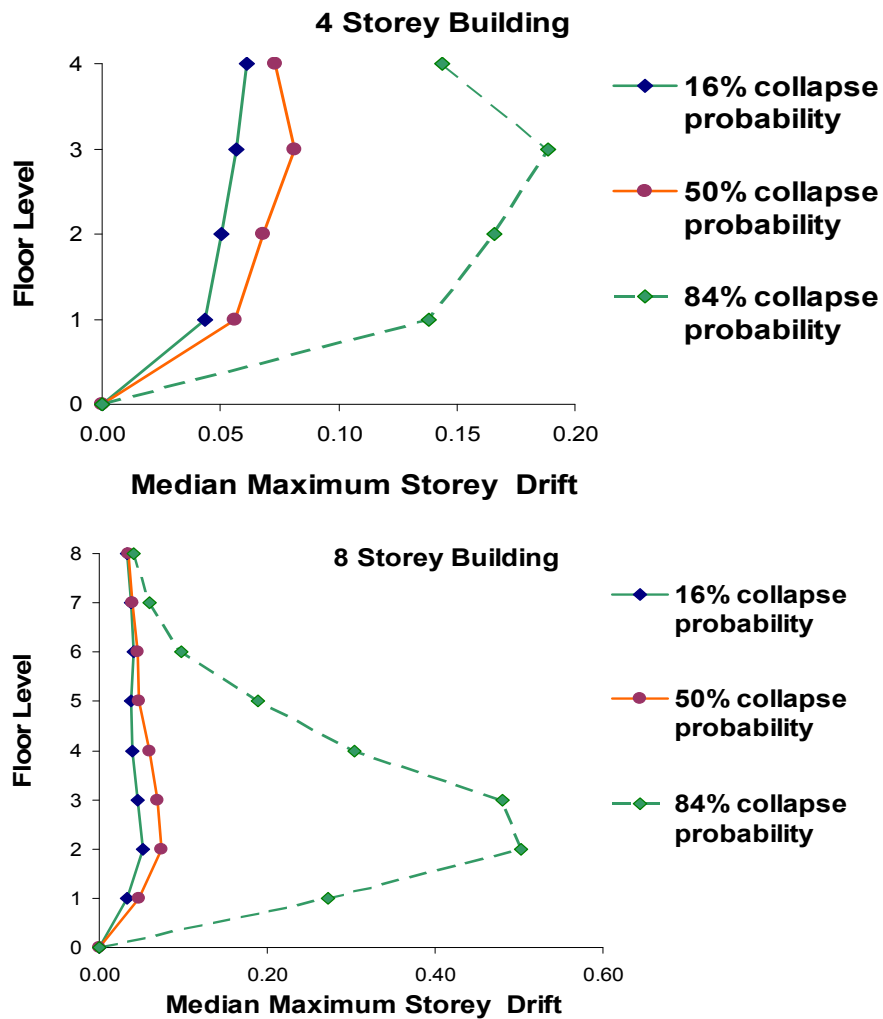 4 Storey Building
4
3
2
1
0
Floor Level
0.00 0.05 0.10 0.15 0.20
Median Maximum Storey Drift
16% collapse
probability
50% collapse
probability
84% collapse
probability
8 Storey Building
8
7
6
5
4
3
2
1
0
Floor Level
0.00 0.20 0.40 0.60
Median Maximum Storey Drift
16% collapse
probability
50% collapse
probability
84% collapse
probability